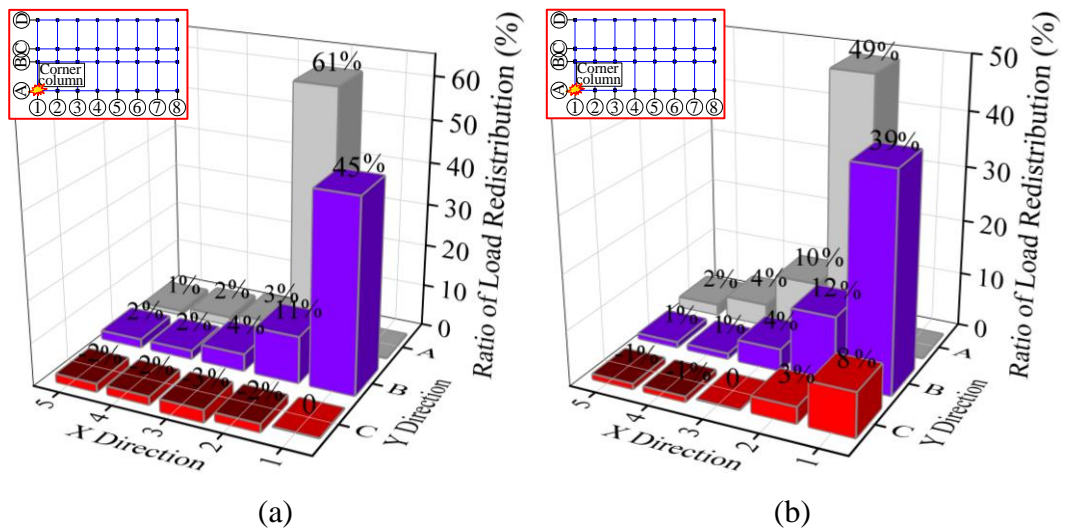 D
C
B
A
Corner
column
1 2 3 4 5 6 7 8
61%
45%
1%
2%
3%
11%
2%
2%
4%
-2%
-2%
-3%
-2%
0
60
50
40
30
20
10
0
Ratio of Load Redistribution (%)
A
B
C
Y Direction
5
4
3
2
1
X Direction
(a)
D
C
B
A
Corner
column
1 2 3 4 5 6 7 8
49%
39%
2%
4%
10%
12%
1%
1%
4%
-1%
-1%
0
3%
8%
50
40
30
20
10
0
Ratio of Load Redistribution (%)
A
B
C
Y Direction
5
4
3
2
1
X Direction
(b)